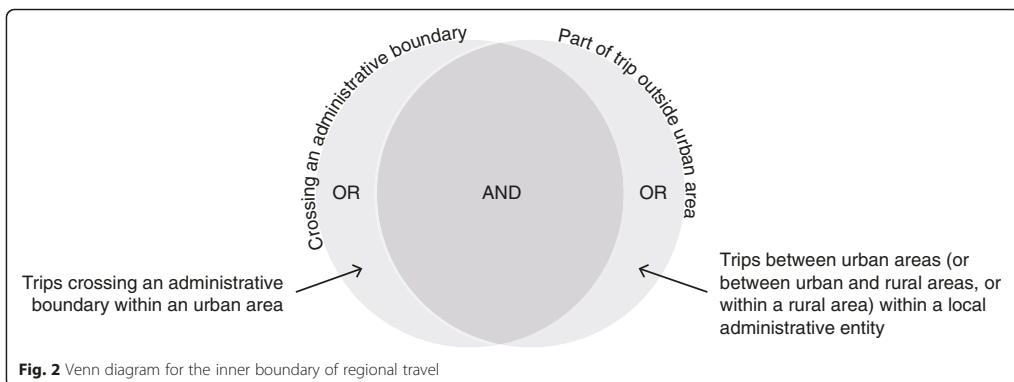 Crossing an administrative boundary
Part of trip outside urban area
OR
AND
OR
Trips crossing an administrative
boundary within an urban area
Trips between urban areas (or
between urban and rural areas, or
within a rural area) within a local
administrative entity
Fig. 2 Venn diagram for the inner boundary of regional travel